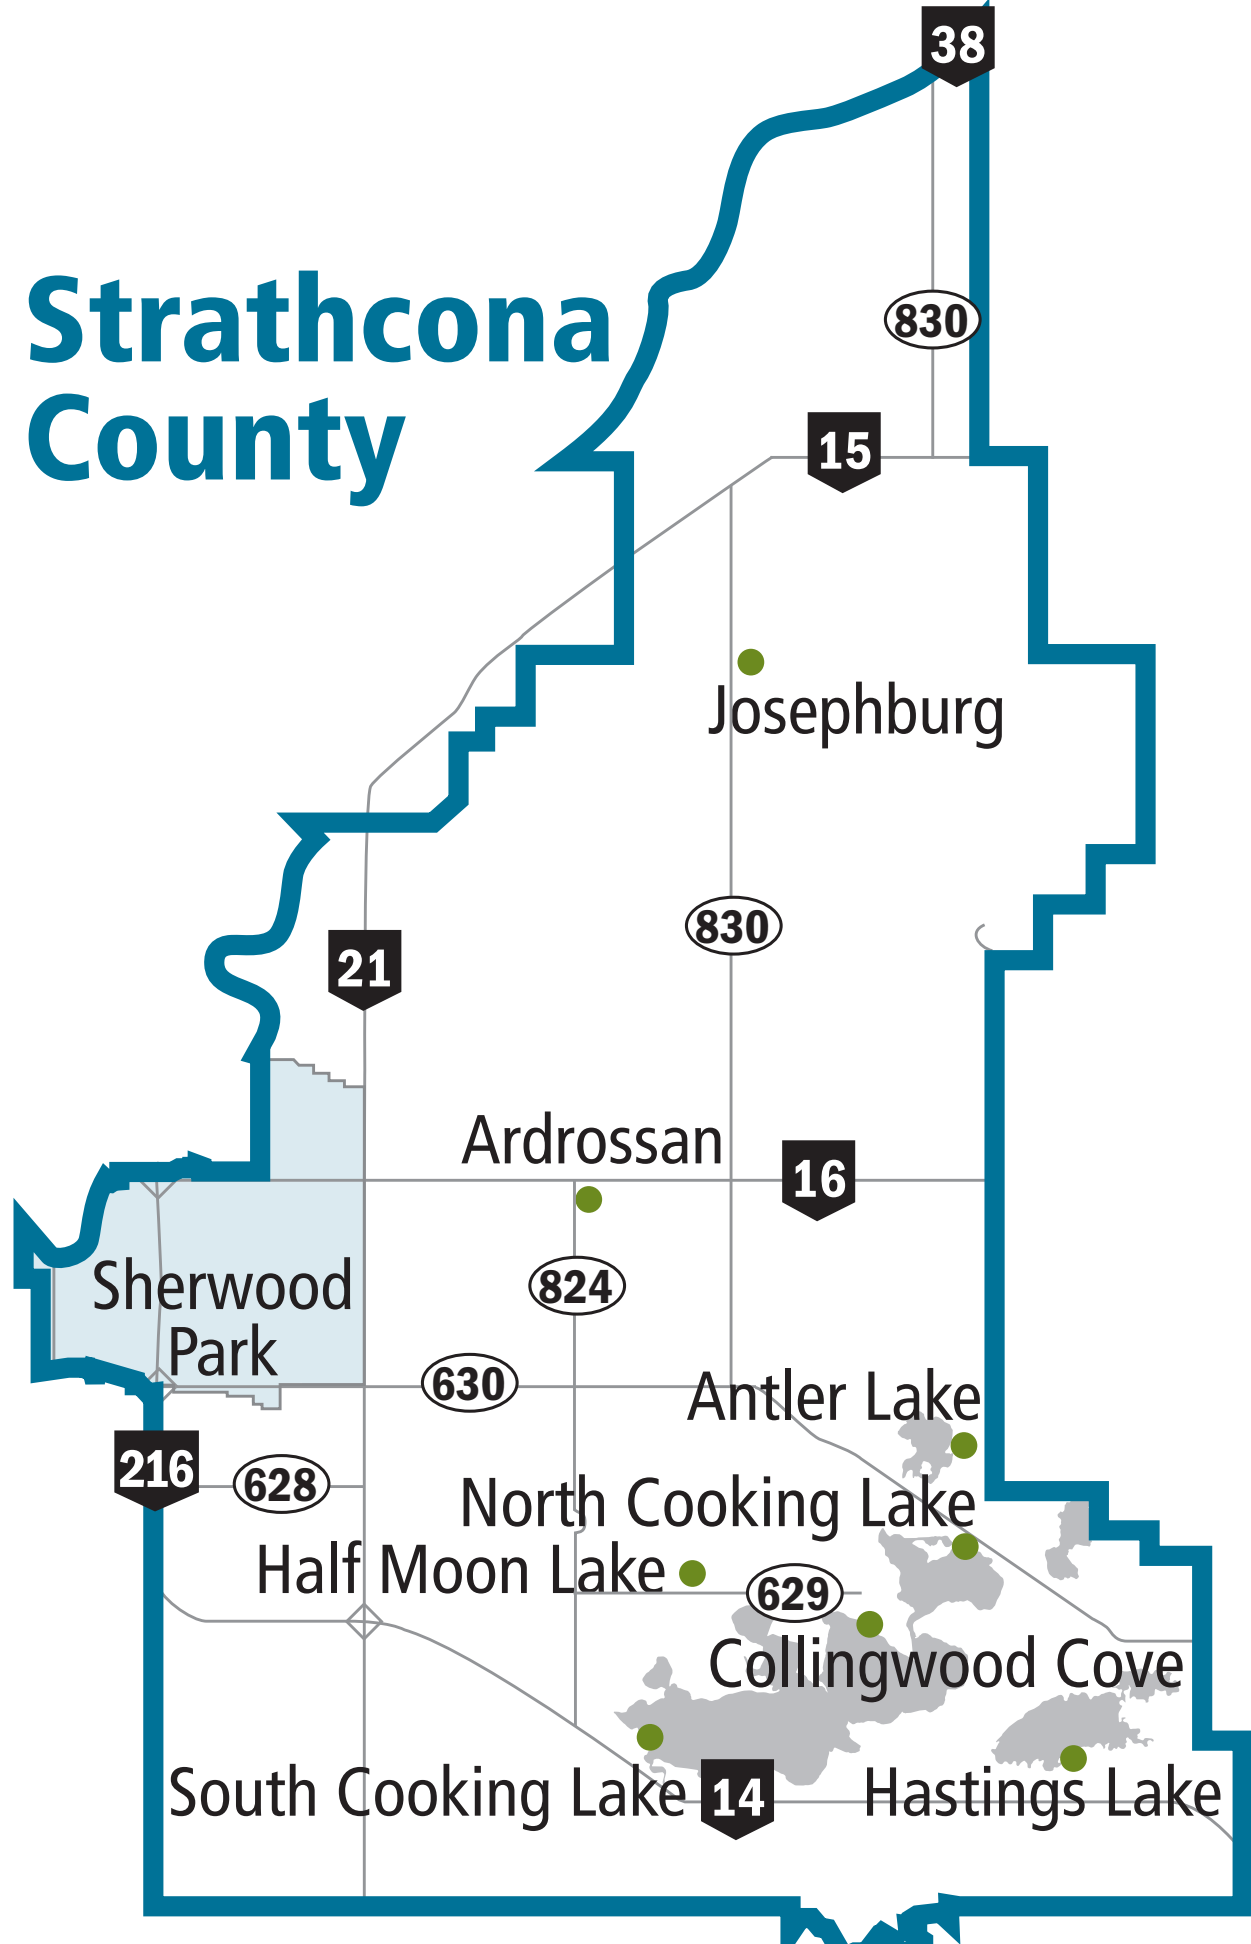 38
Strathcona
County
830
15
Josephburg
830
21
Ardrossan
16
Sherwood
Park
824
630
Antler Lake
216
628
North Cooking Lake
Half Moon Lake
629
Collingwood Cove
South Cooking Lake
14
Hastings Lake